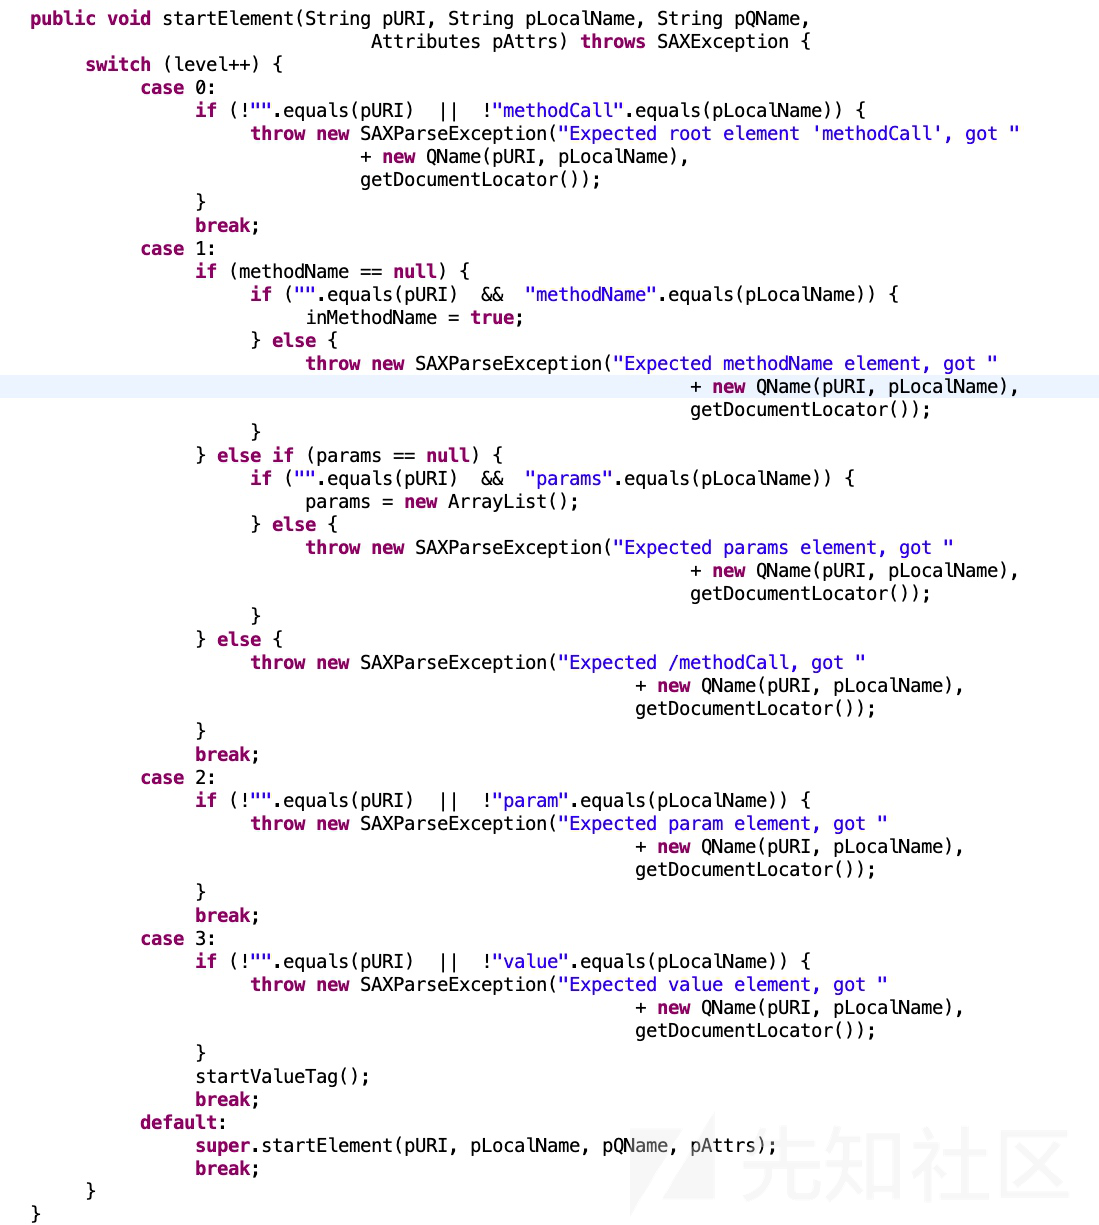 public void startElement(String pURI, String pLocalName, String pQName,
                               Attributes pAttrs) throws SAXException {
     switch (level++) {
          case 0:
               if (!"".equals(pURI)  ||  !"methodCall".equals(pLocalName)) {
                    throw new SAXParseException("Expected root element 'methodCall', got "
                              + new QName(pURI, pLocalName),
                              getDocumentLocator());
               }
               break;
          case 1:
               if (methodName == null) {
                    if ("".equals(pURI)  &&  "methodName".equals(pLocalName)) {
                         inMethodName = true;
                    } else {
                         throw new SAXParseException("Expected methodName element, got "
                                                            + new QName(pURI, pLocalName),
                                                            getDocumentLocator());
                    }
               } else if (params == null) {
                    if ("".equals(pURI)  &&  "params".equals(pLocalName)) {
                         params = new ArrayList();
                    } else {
                         throw new SAXParseException("Expected params element, got "
                                                            + new QName(pURI, pLocalName),
                                                            getDocumentLocator());
                    }
               } else {
                    throw new SAXParseException("Expected /methodCall, got "
                                                       + new QName(pURI, pLocalName),
                                                       getDocumentLocator());
               }
               break;
          case 2:
               if (!"".equals(pURI)  ||  !"param".equals(pLocalName)) {
                    throw new SAXParseException("Expected param element, got "
                                                       + new QName(pURI, pLocalName),
                                                       getDocumentLocator());
               }
               break;
          case 3:
               if (!"".equals(pURI)  ||  !"value".equals(pLocalName)) {
                    throw new SAXParseException("Expected value element, got "
                                                       + new QName(pURI, pLocalName),
                                                       getDocumentLocator());
               }
               startValueTag();
               break;
          default:
               super.startElement(pURI, pLocalName, pQName, pAttrs);
               break;
     }
}
先知社区